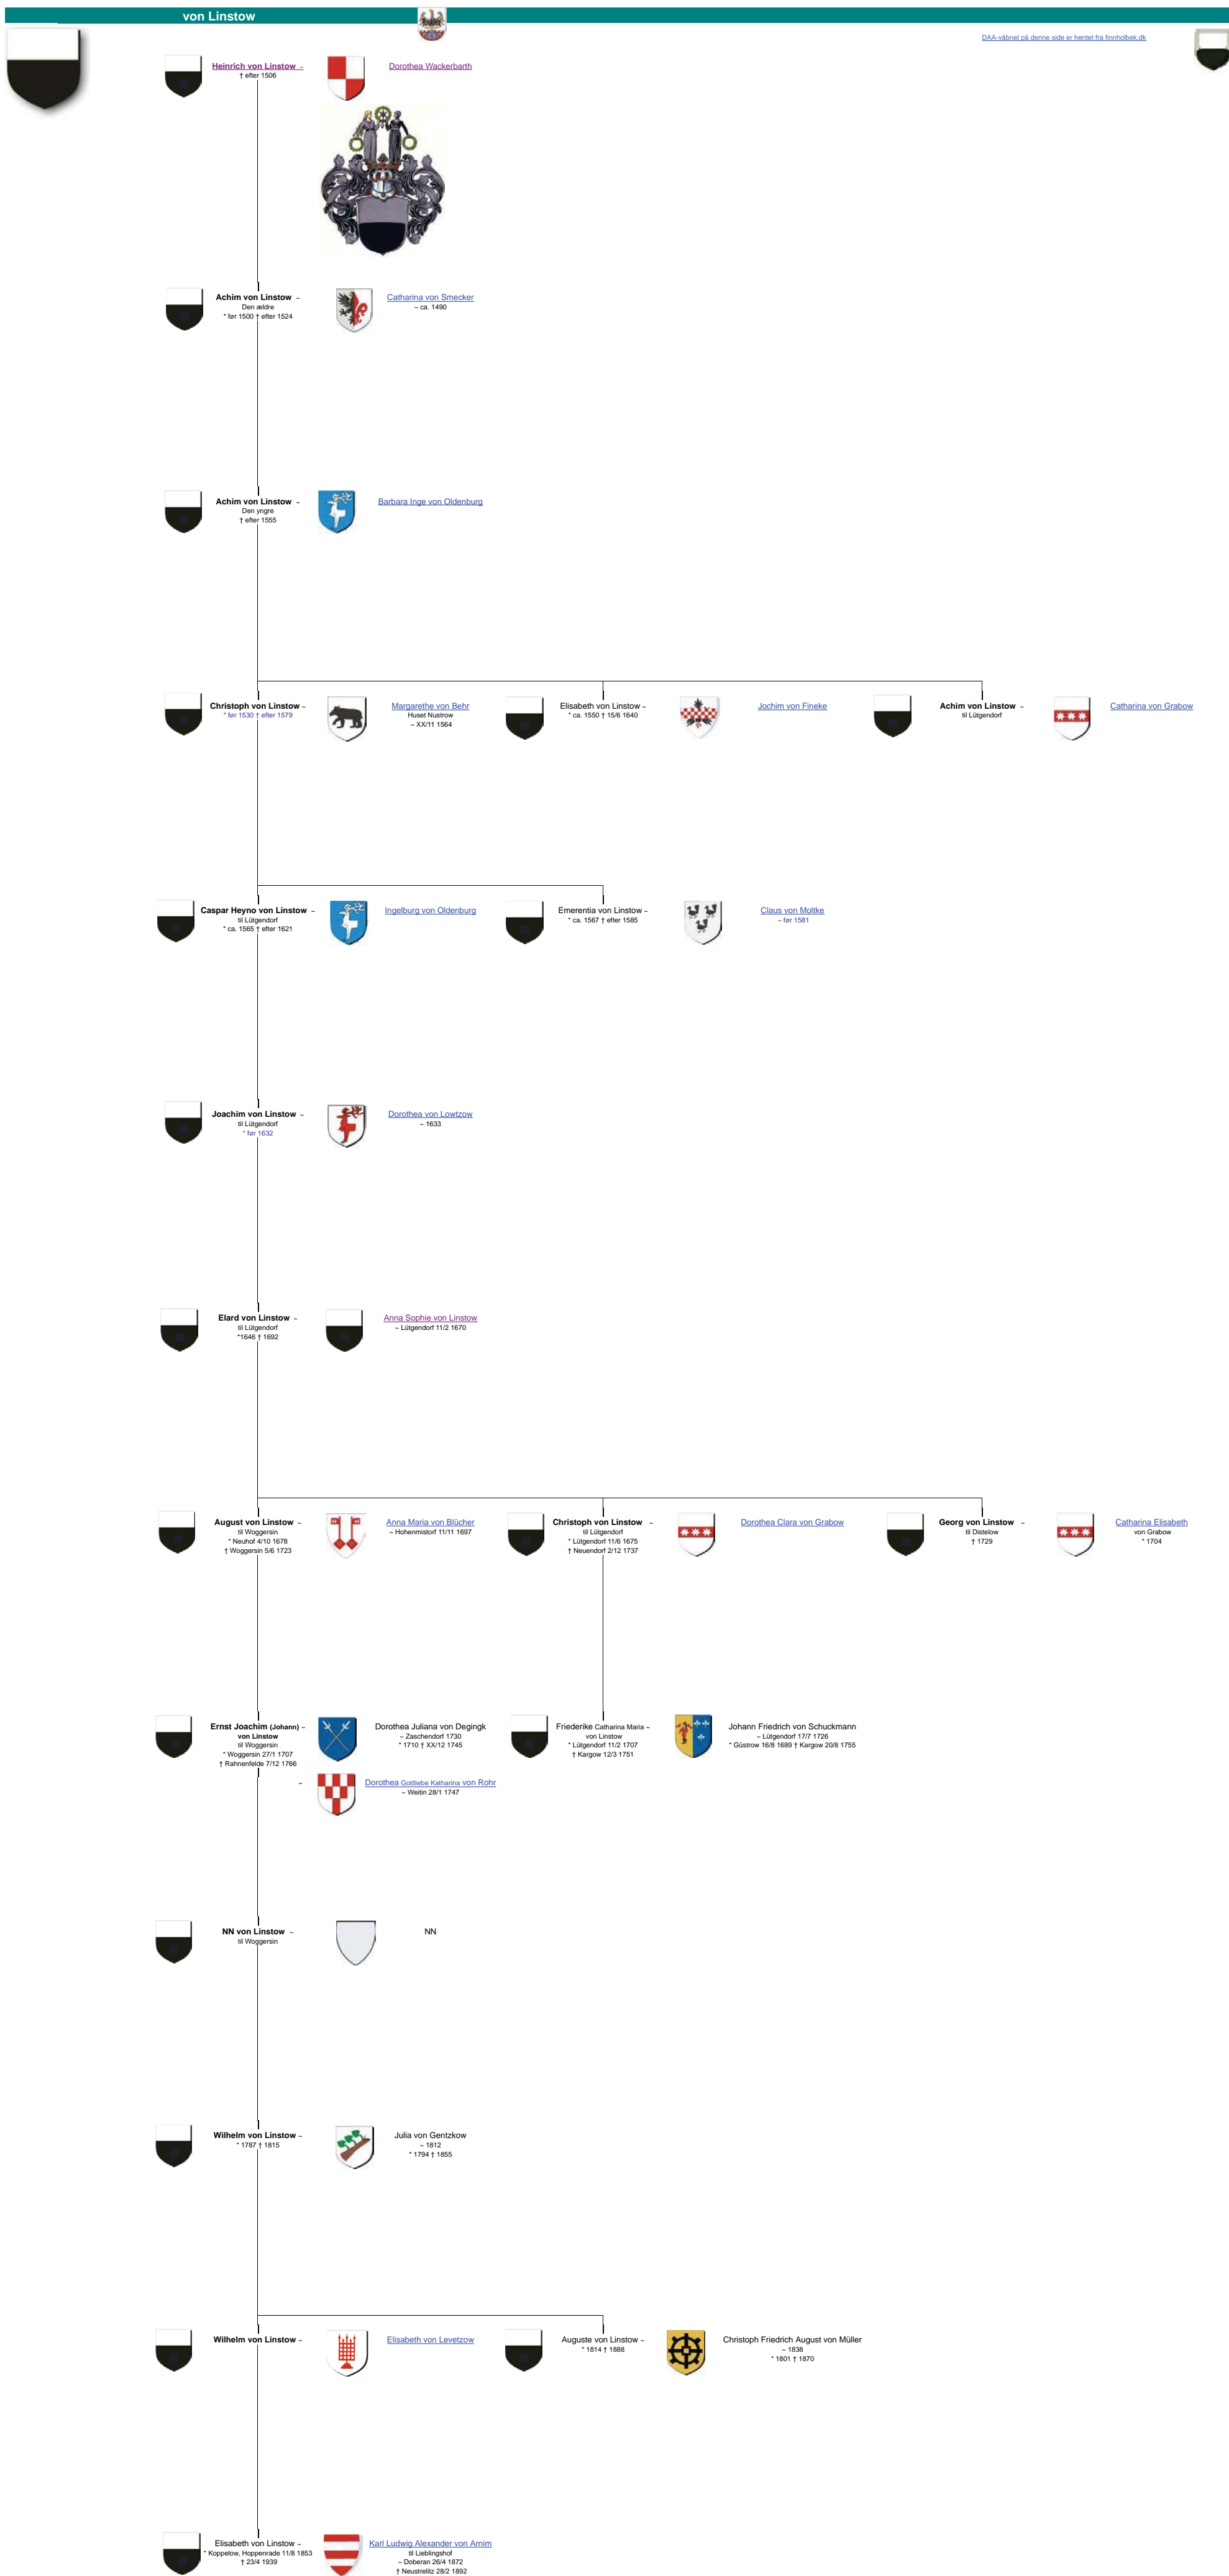 von Linstow
DAA-våbnet på denne side er hentet fra finnholbek.dk
Heinrich von Linstow ~
† efter 1506
Dorothea Wackerbarth
Achim von Linstow ~
Den ældre
* før 1500 † efter 1524
Catharina von Smecker
~ ca. 1490
Achim von Linstow ~
Den yngre
† efter 1555
Barbara Inge von Oldenburg
Christoph von Linstow ~
* før 1530 † efter 1579
Margarethe von Behr
Huset Nustrow
~ XX/11 1564
Elisabeth von Linstow ~
* ca. 1550 † 15/6 1640
Jochim von Fineke
Achim von Linstow ~
til Lütgendorf
Catharina von Grabow
Caspar Heyno von Linstow ~
til Lütgendorf
* ca. 1565 † efter 1621
Ingelburg von Oldenburg
Emerentia von Linstow ~
* ca. 1567 † efter 1585
Claus von Moltke
~ før 1581
Joachim von Linstow ~
til Lütgendorf
* før 1632
Dorothea von Lowtzow
~ 1633
Elard von Linstow ~
til Lütgendorf
*1646 † 1692
Anna Sophie von Linstow
~ Lütgendorf 11/2 1670
August von Linstow ~
til Woggersin
* Neuhof 4/10 1678
† Woggersin 5/6 1723
Anna Maria von Blücher
~ Hohenmistorf 11/11 1697
Christoph von Linstow ~
til Lütgendorf
* Lütgendorf 11/6 1675
† Neuendorf 2/12 1737
Dorothea Clara von Grabow
Georg von Linstow ~
til Distelow
† 1729
Catharina Elisabeth
von Grabow
* 1704
Ernst Joachim (Johann) ~
von Linstow
til Woggersin
* Woggersin 27/1 1707
† Rahnenfelde 7/12 1766
Dorothea Juliana von Degingk
~ Zaschendorf 1730
* 1710 † XX/12 1745
Friederike Catharina Maria ~
von Linstow
* Lütgendorf 11/2 1707
† Kargow 12/3 1751
Johann Friedrich von Schuckmann
~ Lütgendorf 17/7 1726
* Güstrow 16/8 1689 † Kargow 20/8 1755
~
Dorothea Gottliebe Katharina von Rohr
~ Weitin 28/1 1747
NN von Linstow ~
til Woggersin
NN
Wilhelm von Linstow ~
* 1787 † 1815
Julia von Gentzkow
~ 1812
* 1794 † 1855
Wilhelm von Linstow ~
Elisabeth von Levetzow
Auguste von Linstow ~
* 1814 † 1888
Christoph Friedrich August von Müller
~ 1838
* 1801 † 1870
Elisabeth von Linstow ~
* Koppelow, Hoppenrade 11/8 1853
† 23/4 1939
Karl Ludwig Alexander von Arnim
til Lieblingshof
~ Doberan 26/4 1872
† Neustrelitz 28/2 1892